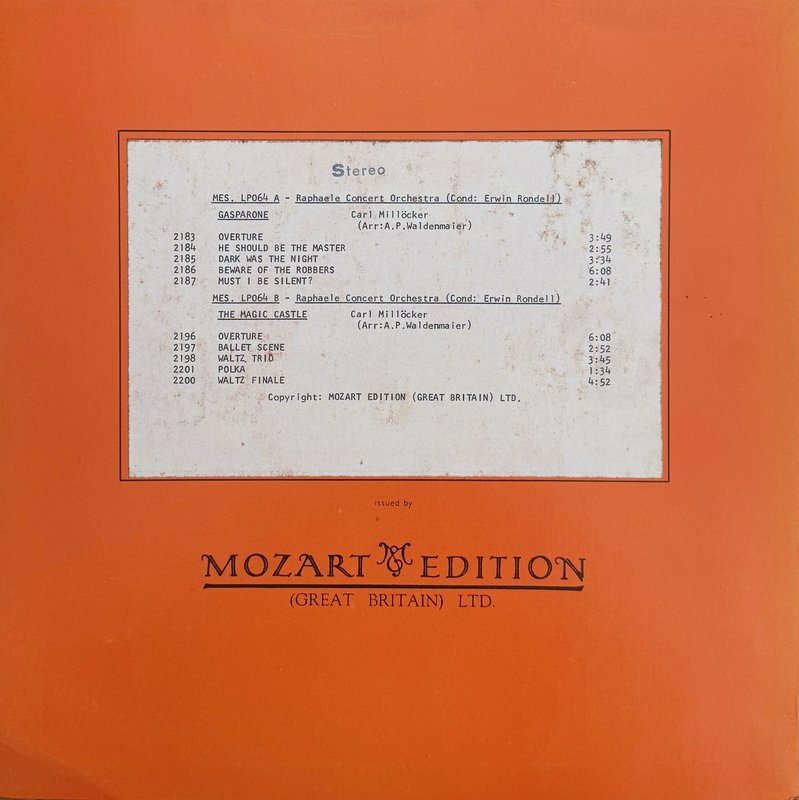 Stereo
MES. LP064 A - Raphaele Concert Orchestra (Cond: Erwin Rondell)
GASPARONE Carl Millöcker
(Arr:A.P.Waldenmaier)
2183 OVERTURE 3:49
2184 HE SHOULD BE THE MASTER 2:55
2185 DARK WAS THE NIGHT 3:34
2186 BEWARE OF THE ROBBERS 6:08
2187 MUST I BE SILENT? 2:41
MES. LP064 B - Raphaele Concert Orchestra (Cond: Erwin Rondell)
THE MAGIC CASTLE Carl Millöcker
(Arr:A.P.Waldenmaier)
2196 OVERTURE 6:08
2197 BALLET SCENE 2:52
2198 WALTZ TRIO 3:45
2201 POLKA 1:34
2200 WALTZ FINALE 4:52
Copyright: MOZART EDITION (GREAT BRITAIN) LTD.
issued by
MOZART EDITION
(GREAT BRITAIN) LTD.